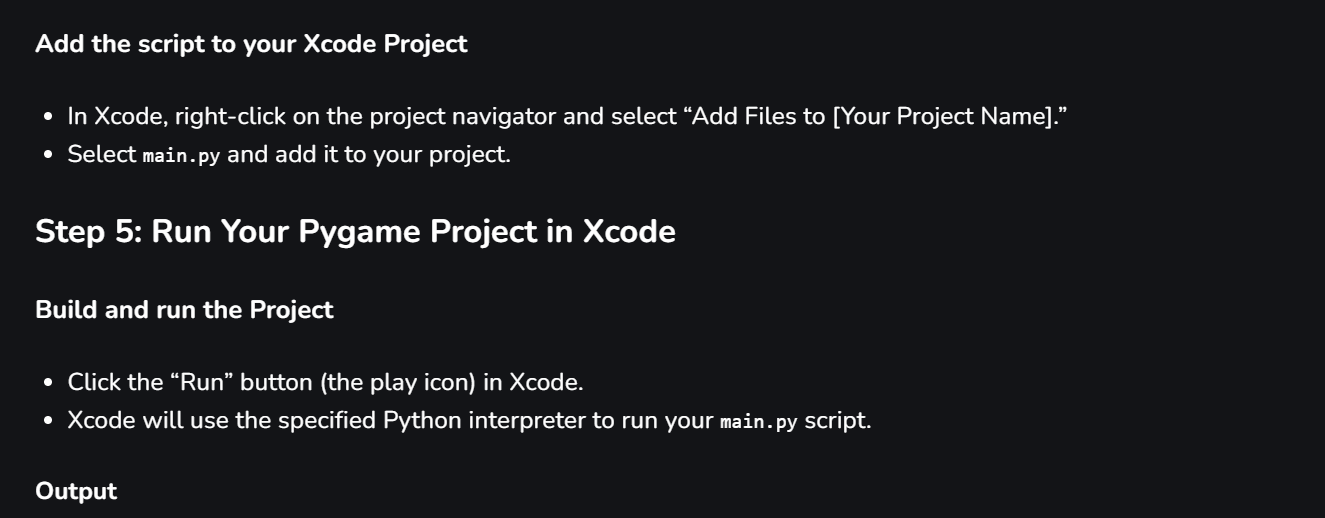 Add the script to your Xcode Project
• In Xcode, right-click on the project navigator and select “Add Files to [Your Project Name].”
• Select main.py and add it to your project.
Step 5: Run Your Pygame Project in Xcode
Build and run the Project
• Click the “Run” button (the play icon) in Xcode.
• Xcode will use the specified Python interpreter to run your main.py script.
Output